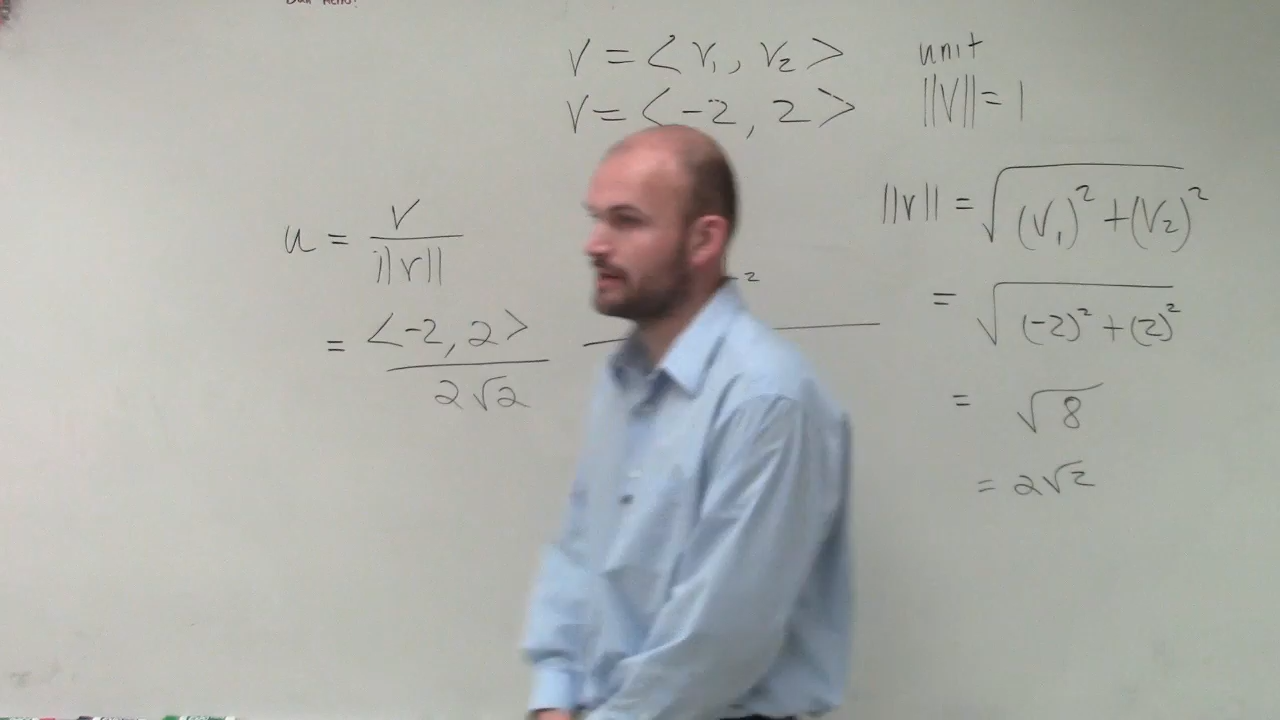 V = < V₁, V₂ >
V = < -2, 2 >
unit
||V|| = 1
u = V / ||v||
= < -2, 2 > / 2√2
||v|| = √(V₁)² + (V₂)²
= √(-2)² + (2)²
= √8
= 2√2